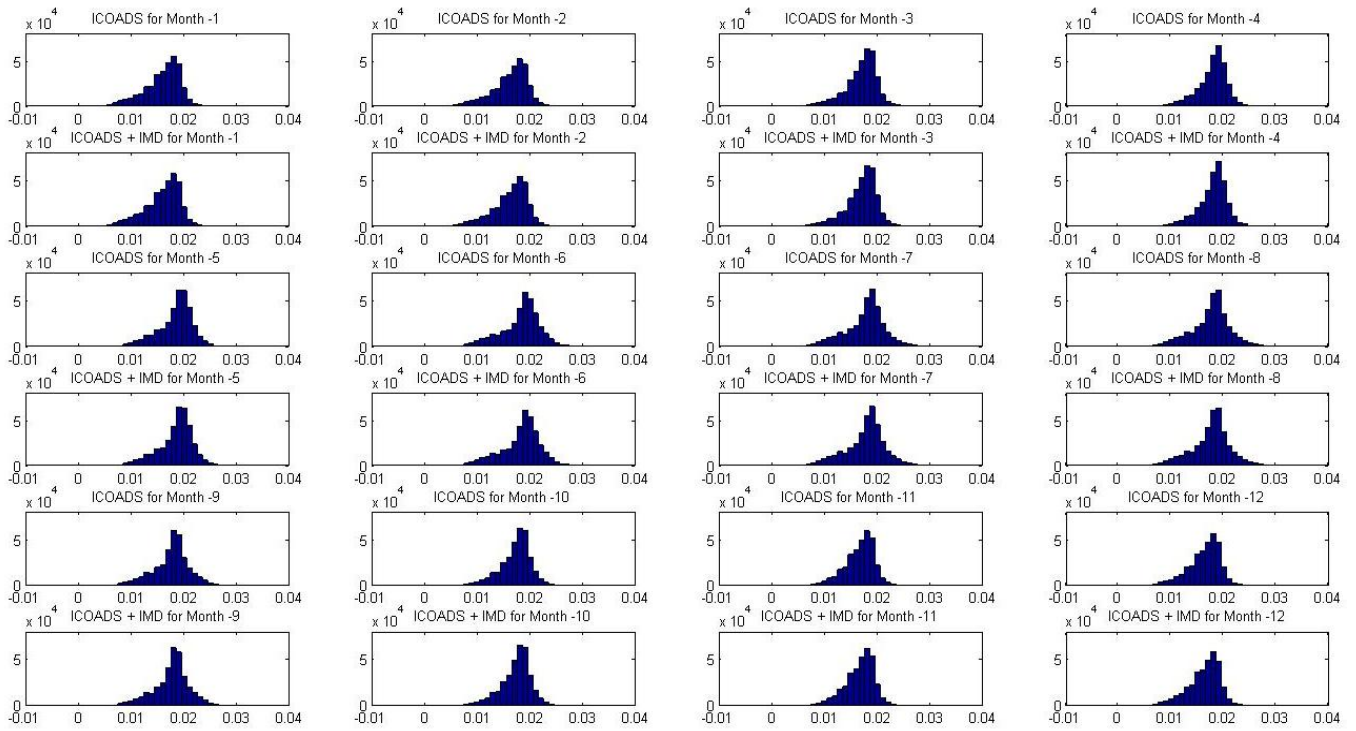 ICOADS for Month -1
x 10 4
5
0
-0.01 0 0.01 0.02 0.03 0.04
ICOADS for Month -2
x 10 4
5
0
-0.01 0 0.01 0.02 0.03 0.04
ICOADS for Month -3
x 10 4
5
0
-0.01 0 0.01 0.02 0.03 0.04
ICOADS for Month -4
x 10 4
5
0
-0.01 0 0.01 0.02 0.03 0.04
ICOADS + IMD for Month -1
x 10 4
5
0
-0.01 0 0.01 0.02 0.03 0.04
ICOADS + IMD for Month -2
x 10 4
5
0
-0.01 0 0.01 0.02 0.03 0.04
ICOADS + IMD for Month -3
x 10 4
5
0
-0.01 0 0.01 0.02 0.03 0.04
ICOADS + IMD for Month -4
x 10 4
5
0
-0.01 0 0.01 0.02 0.03 0.04
ICOADS for Month -5
x 10 4
5
0
-0.01 0 0.01 0.02 0.03 0.04
ICOADS for Month -6
x 10 4
5
0
-0.01 0 0.01 0.02 0.03 0.04
ICOADS for Month -7
x 10 4
5
0
-0.01 0 0.01 0.02 0.03 0.04
ICOADS for Month -8
x 10 4
5
0
-0.01 0 0.01 0.02 0.03 0.04
ICOADS + IMD for Month -5
x 10 4
5
0
-0.01 0 0.01 0.02 0.03 0.04
ICOADS + IMD for Month -6
x 10 4
5
0
-0.01 0 0.01 0.02 0.03 0.04
ICOADS + IMD for Month -7
x 10 4
5
0
-0.01 0 0.01 0.02 0.03 0.04
ICOADS + IMD for Month -8
x 10 4
5
0
-0.01 0 0.01 0.02 0.03 0.04
ICOADS for Month -9
x 10 4
5
0
-0.01 0 0.01 0.02 0.03 0.04
ICOADS for Month -10
x 10 4
5
0
-0.01 0 0.01 0.02 0.03 0.04
ICOADS for Month -11
x 10 4
5
0
-0.01 0 0.01 0.02 0.03 0.04
ICOADS for Month -12
x 10 4
5
0
-0.01 0 0.01 0.02 0.03 0.04
ICOADS + IMD for Month -9
x 10 4
5
0
-0.01 0 0.01 0.02 0.03 0.04
ICOADS + IMD for Month -10
x 10 4
5
0
-0.01 0 0.01 0.02 0.03 0.04
ICOADS + IMD for Month -11
x 10 4
5
0
-0.01 0 0.01 0.02 0.03 0.04
ICOADS + IMD for Month -12
x 10 4
5
0
-0.01 0 0.01 0.02 0.03 0.04